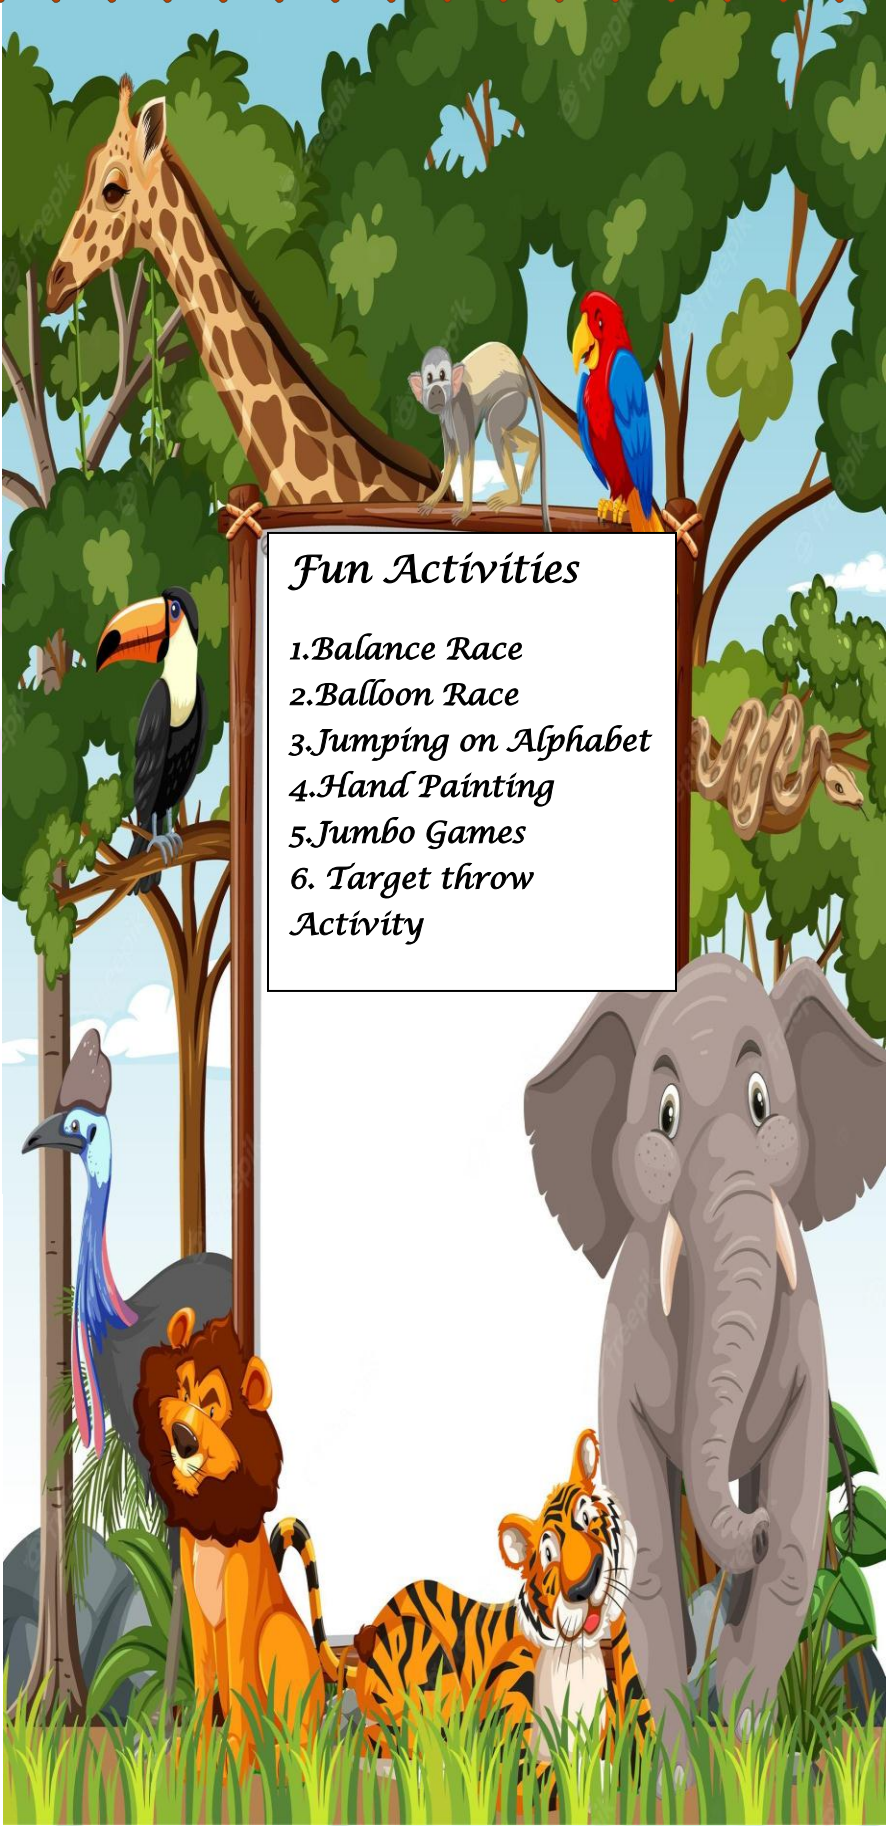 Fun Activities
1.Balance Race
2.Balloon Race
3.Jumping on Alphabet
4.Hand Painting
5.Jumbo Games
6. Target throw
Activity
freepik